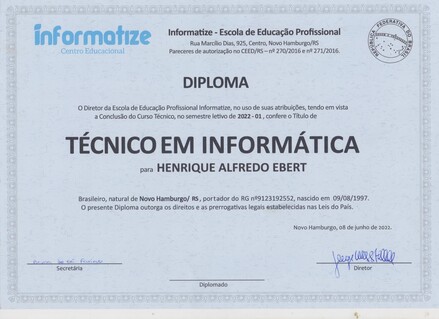 informatize
Centro Educacional
Informatize - Escola de Educação Profissional
Rua Marcílio Dias, 925, Centro, Novo Hamburgo/RS
Pareceres de autorização no CEED/RS – nº 270/2016 e nº 271/2016.
REPÚBLICA FEDERATIVA DO BRASIL
DIPLOMA
O Diretor da Escola de Educação Profissional Informatize, no uso de suas atribuições, tendo em vista
a Conclusão do Curso Técnico, no semestre letivo de 2022 - 01, confere o Título de
TÉCNICO EM INFORMÁTICA
para HENRIQUE ALFREDO EBERT
Brasileiro, natural de Novo Hamburgo/ RS, portador do RG nº9123192552, nascido em 09/08/1997.
O presente Diploma outorga os direitos e as prerrogativas legais estabelecidas nas Leis do País.
Novo Hamburgo, 08 de junho de 2022.
Secretária
Diretor
Diplomado